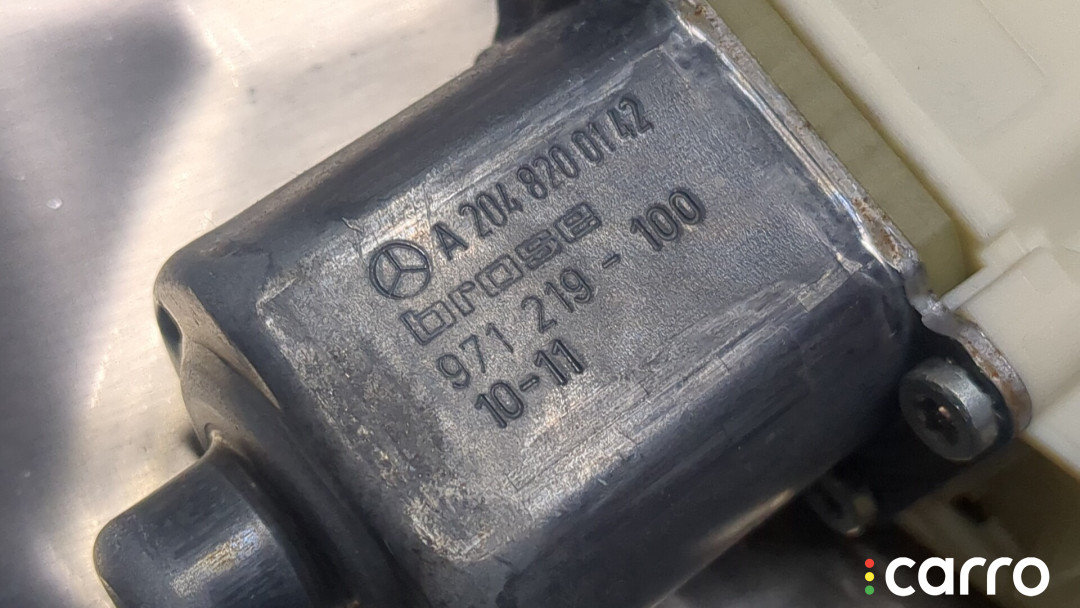 A 204 820 01 42
brose
971 219 - 100
10-11
carro